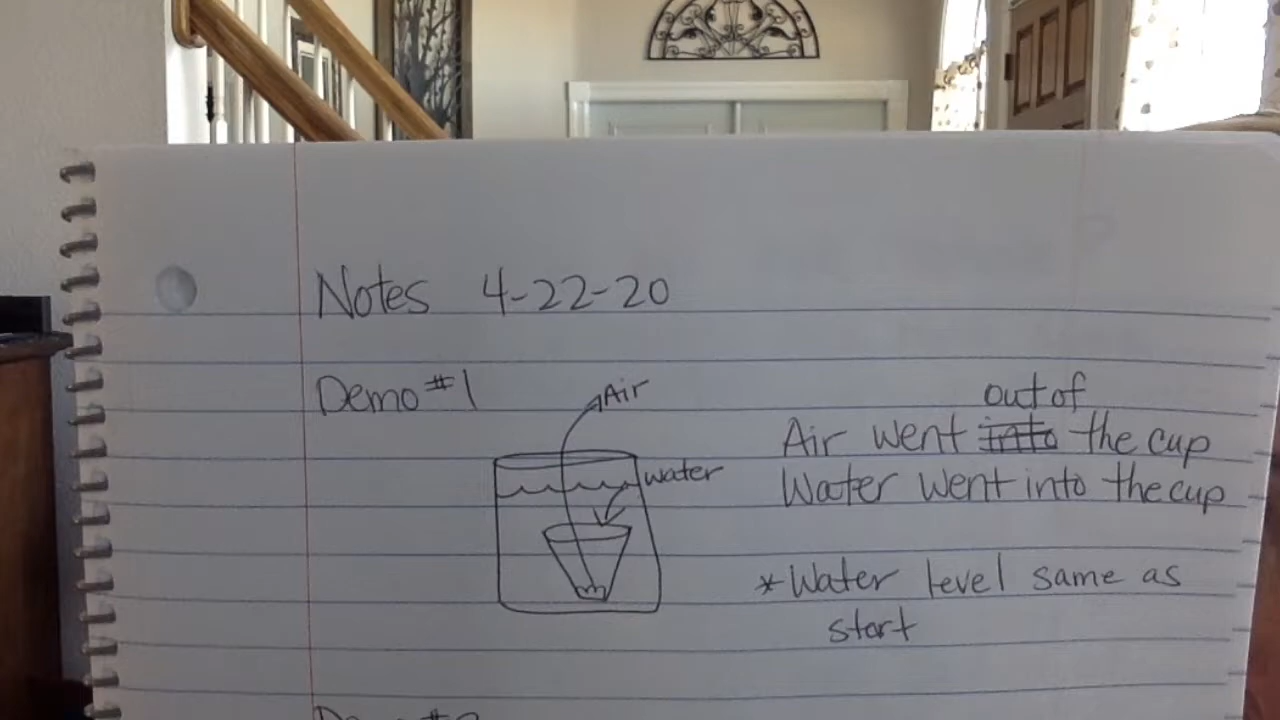 Notes 4-22-20
Demo #1
Air
water
out of
Air went into the cup
Water went into the cup
*Water level same as
start